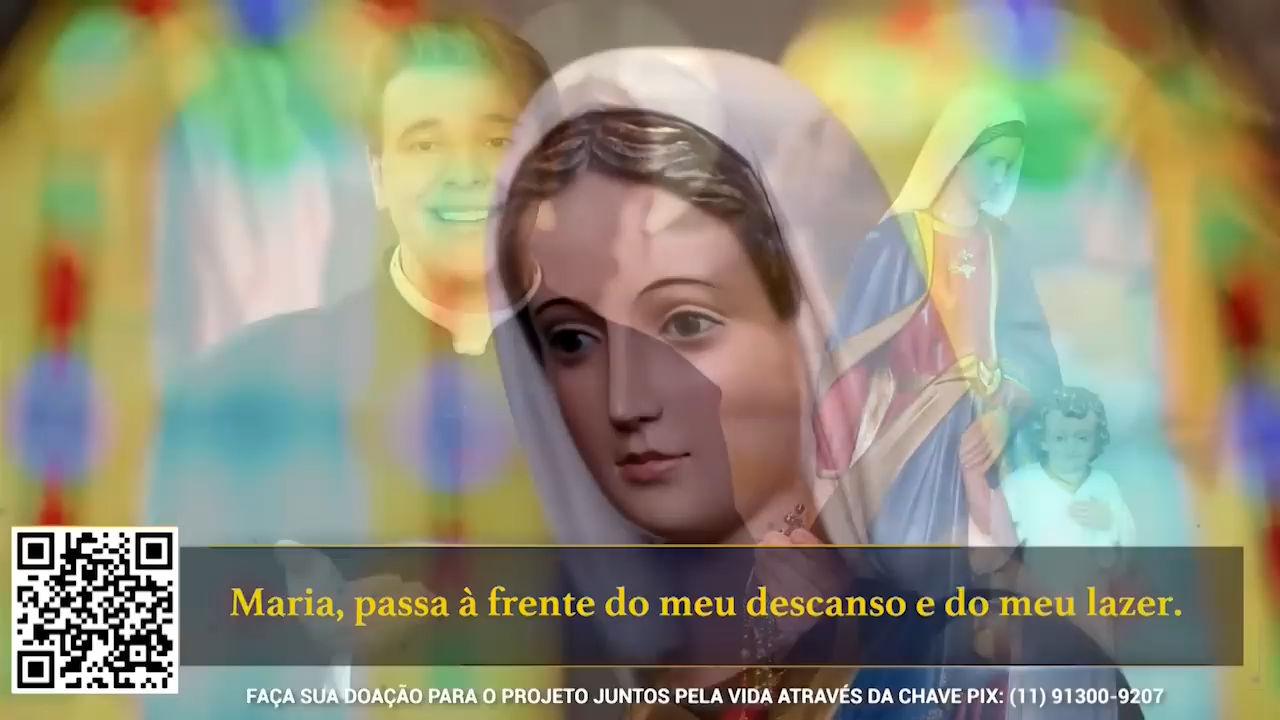 Maria, passa à frente do meu descanso e do meu lazer.
FAÇA SUA DOAÇÃO PARA O PROJETO JUNTOS PELA VIDA ATRAVÉS DA CHAVE PIX: (11) 91300-9207